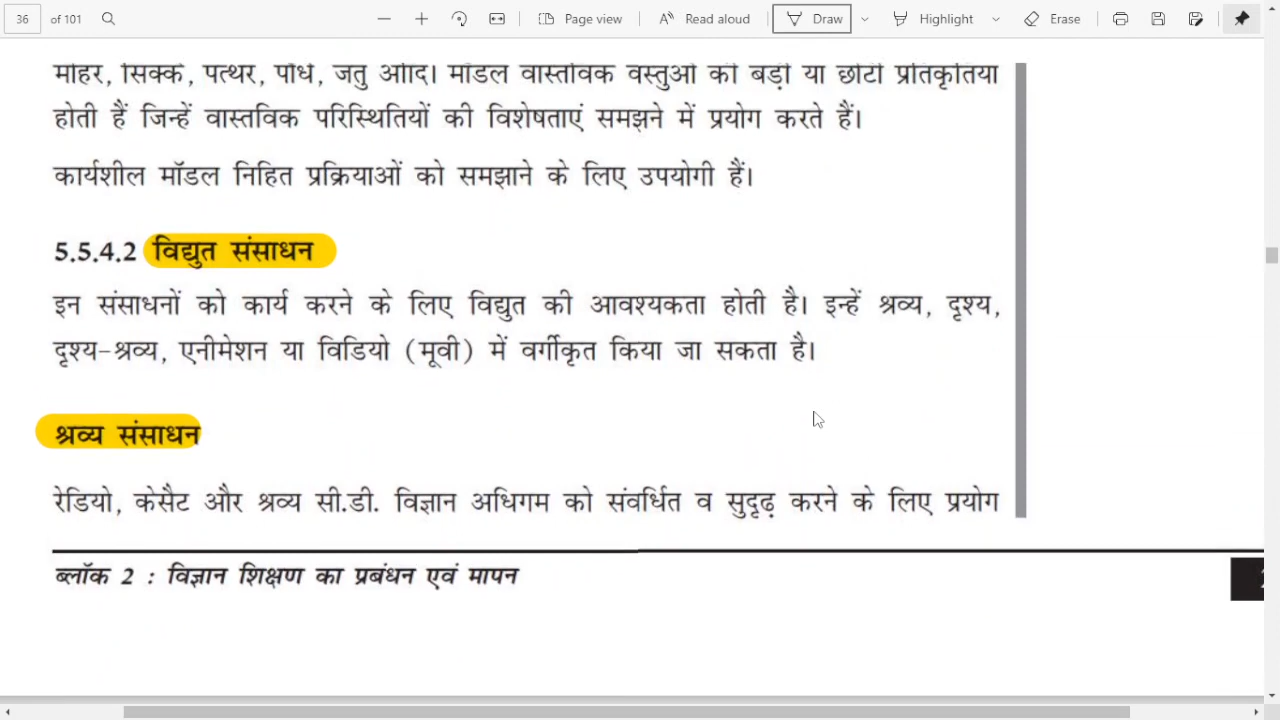 36 of 101 Page view Read aloud Draw Highlight Erase
मोहर, सिक्के, पत्थर, पौधे, जंतु आदि। मॉडल वास्तविक वस्तुओं की बड़ी या छोटी प्रतिकृतियां
होती हैं जिन्हें वास्तविक परिस्थितियों की विशेषताएं समझने में प्रयोग करते हैं।
कार्यशील मॉडल निहित प्रक्रियाओं को समझाने के लिए उपयोगी हैं।
5.5.4.2 विद्युत संसाधन
इन संसाधनों को कार्य करने के लिए विद्युत की आवश्यकता होती है। इन्हें श्रव्य, दृश्य,
दृश्य-श्रव्य, एनीमेशन या विडियो (मूवी) में वर्गीकृत किया जा सकता है।
श्रव्य संसाधन
रेडियो, केसैट और श्रव्य सी.डी. विज्ञान अधिगम को संवर्धित व सुदृढ़ करने के लिए प्रयोग
ब्लॉक 2 : विज्ञान शिक्षण का प्रबंधन एवं मापन